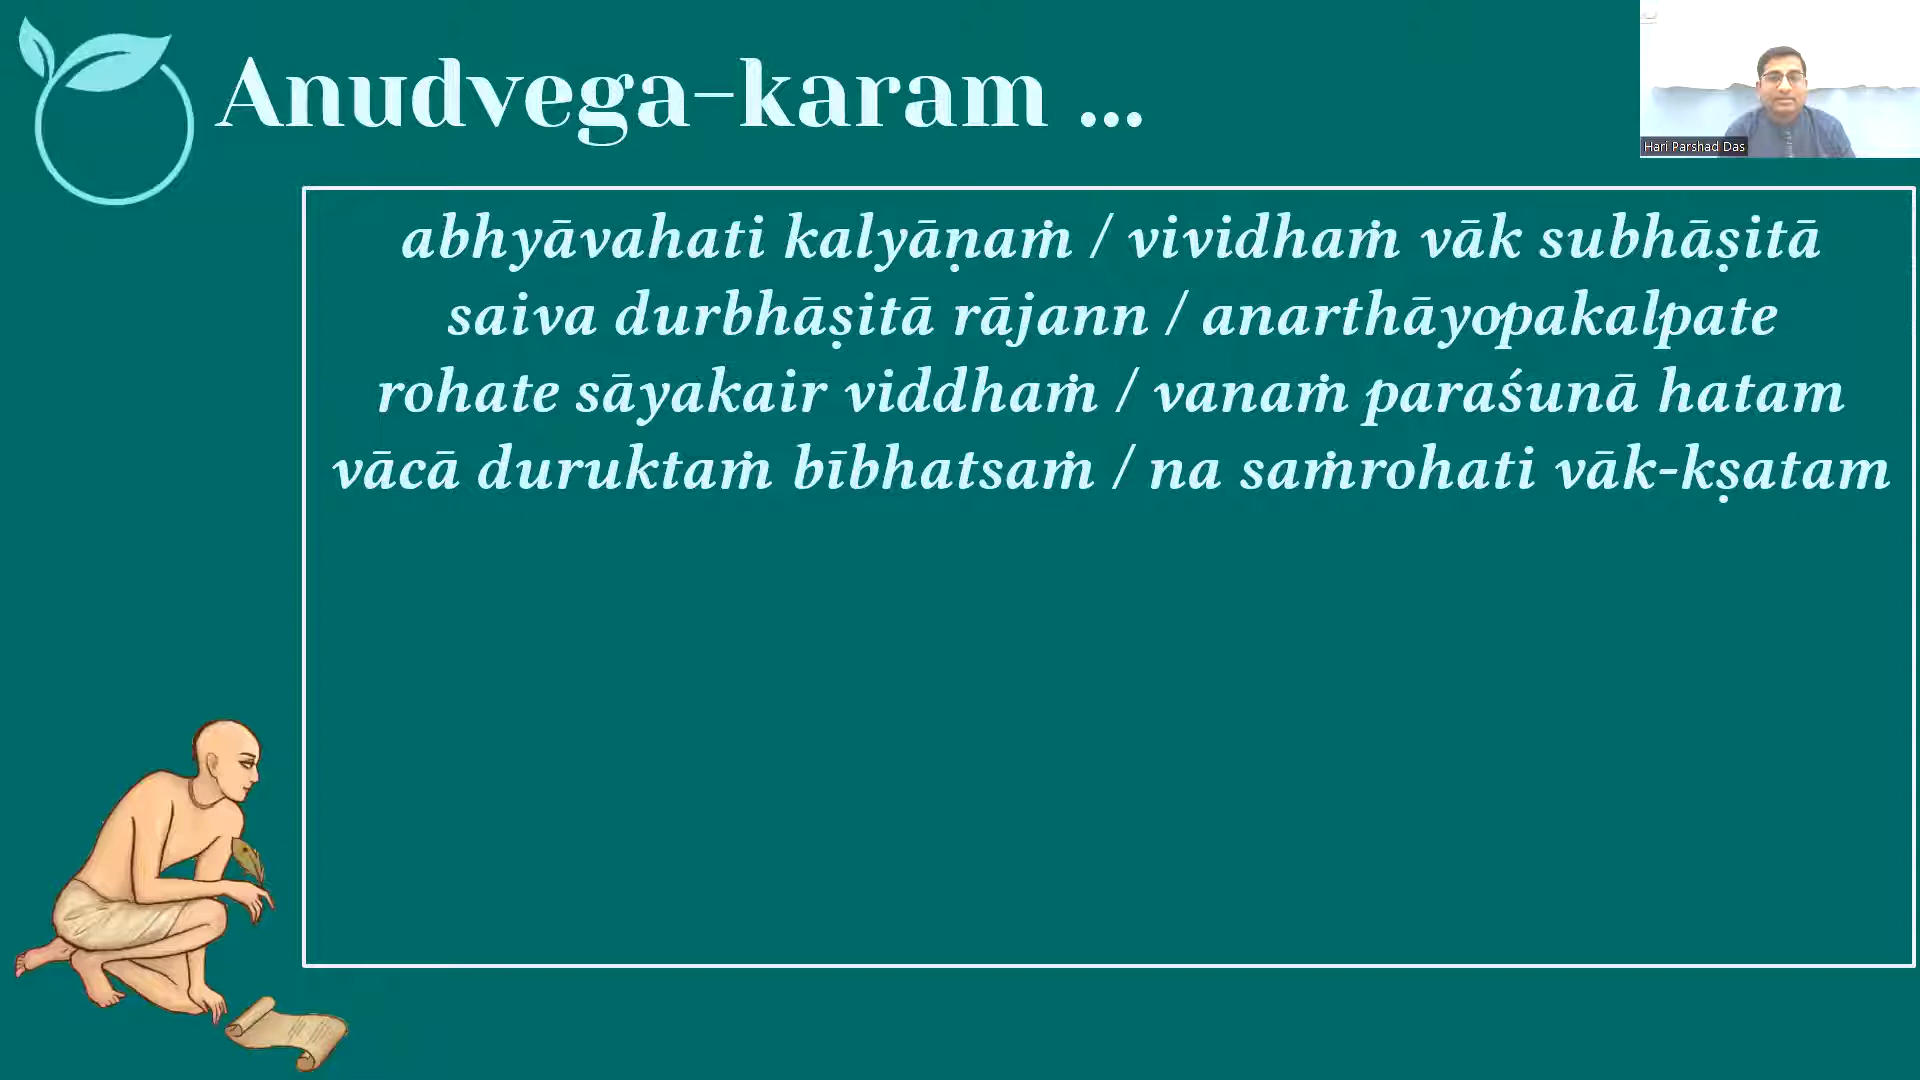 Anudvega-karam ...
Hari Parshad Das
abhyāvahati kalyāṇaṁ / vividhaṁ vāk subhāṣitā
saiva durbhāṣitā rājann / anarthāyopakalpate
rohate sāyakair viddhaṁ / vanaṁ paraśunā hatam
vācā duruktaṁ bībhatsaṁ / na saṁrohati vāk-kṣatam